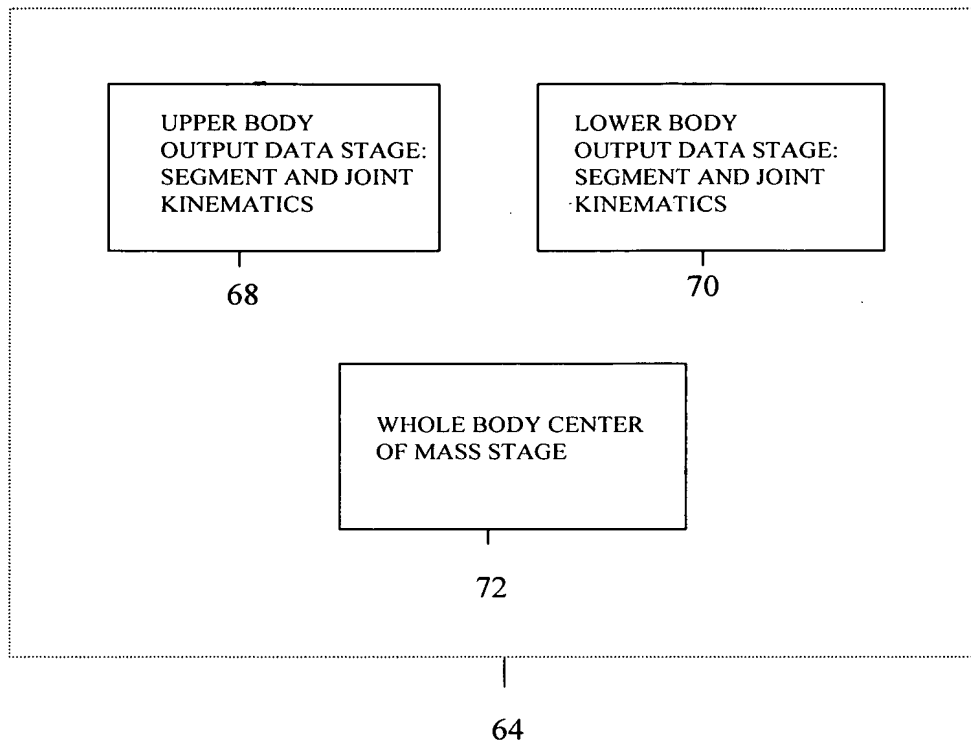 UPPER BODY
OUTPUT DATA STAGE:
SEGMENT AND JOINT
KINEMATICS
68
LOWER BODY
OUTPUT DATA STAGE:
SEGMENT AND JOINT
KINEMATICS
70
WHOLE BODY CENTER
OF MASS STAGE
72
64